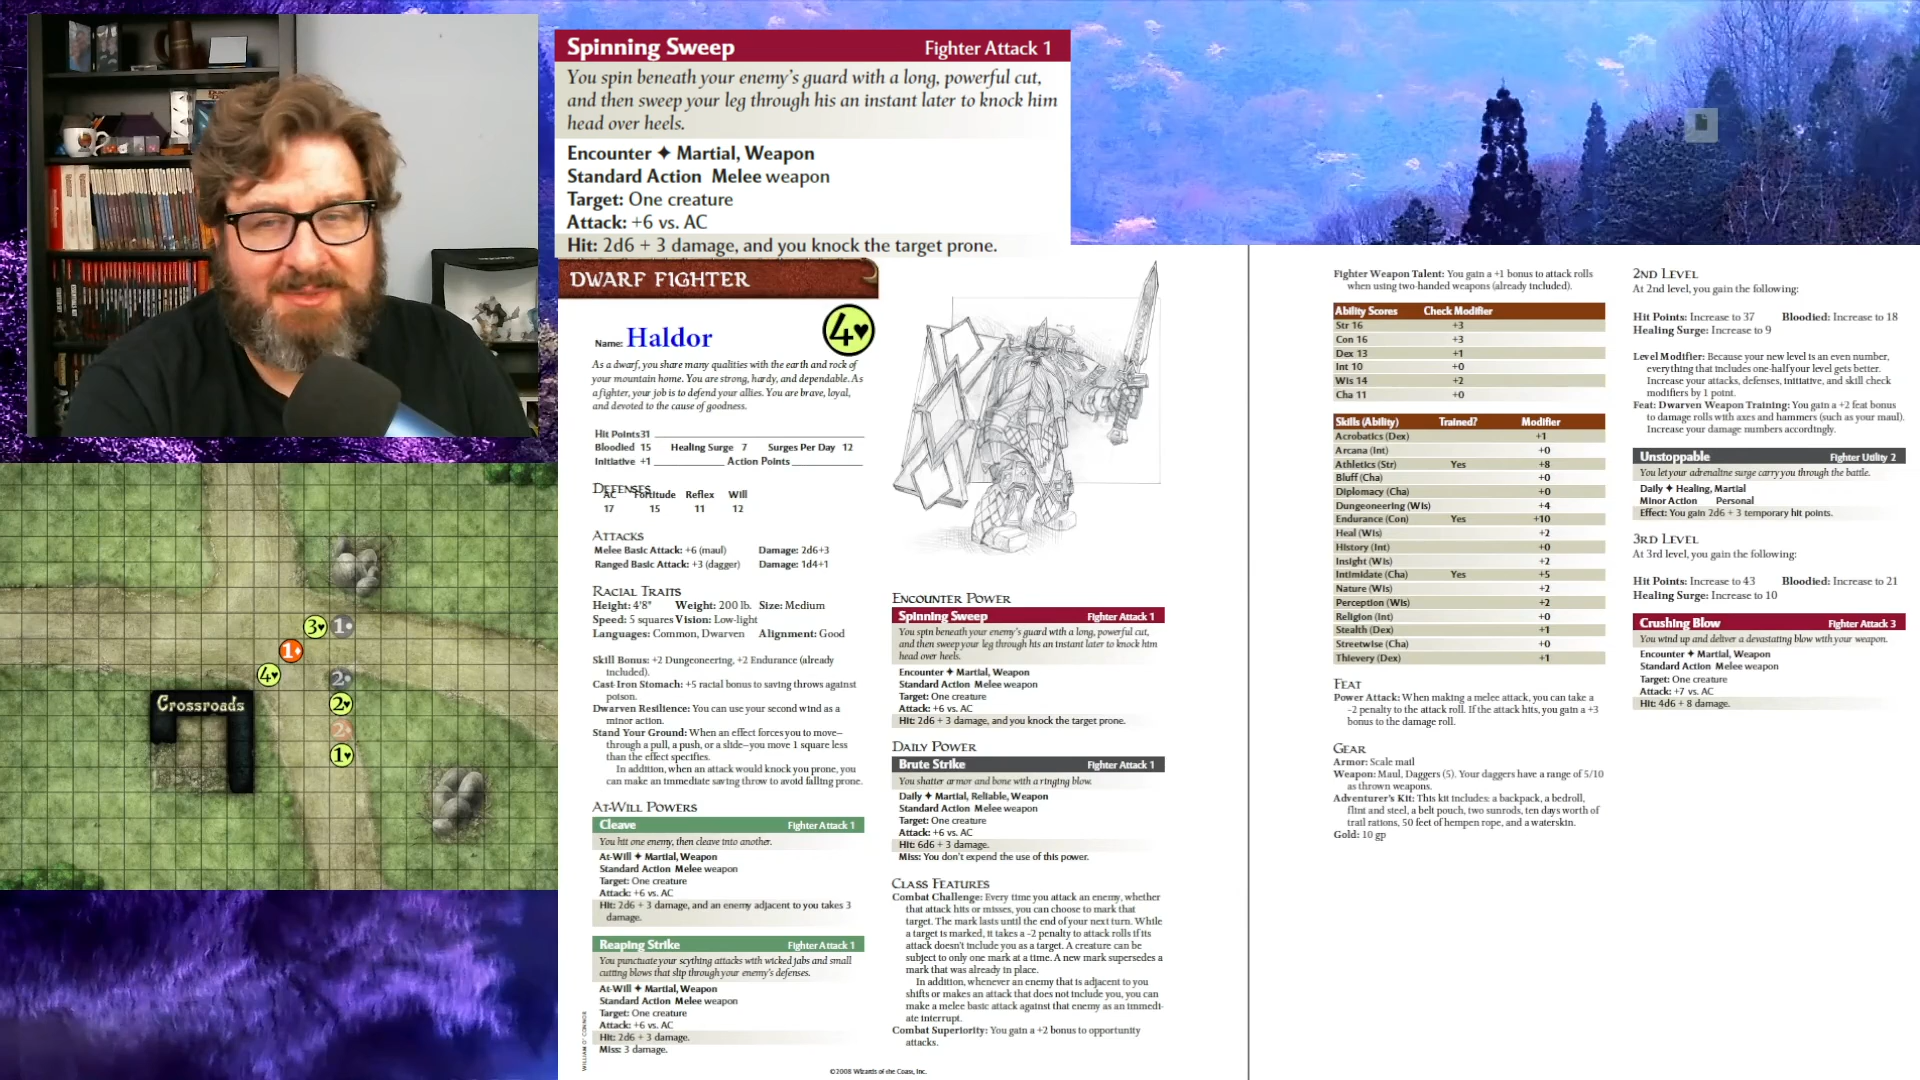 Spinning Sweep Fighter Attack 1
You spin beneath your enemy's guard with a long, powerful cut,
and then sweep your leg through his an instant later to knock him
head over heels.
Encounter ✦ Martial, Weapon
Standard Action Melee weapon
Target: One creature
Attack: +6 vs. AC
Hit: 2d6 + 3 damage, and you knock the target prone.
DWARF FIGHTER
Name: Haldor
4♥
As a dwarf, you share many qualities with the earth and rock of
your mountain home. You are strong, hardy, and dependable. As
a fighter, your job is to defend your allies. You are brave, loyal,
and devoted to the cause of goodness.
Hit Points 31
Bloodied 15 Healing Surge 7 Surges Per Day 12
Initiative +1 Action Points
DEFENSES
AC Fortitude Reflex Will
17 15 11 12
ATTACKS
Melee Basic Attack: +6 (maul) Damage: 2d6+3
Ranged Basic Attack: +3 (dagger) Damage: 1d4+1
RACIAL TRAITS
Height: 4'8" Weight: 200 lb. Size: Medium
Speed: 5 squares Vision: Low-light
Languages: Common, Dwarven Alignment: Good
Skill Bonus: +2 Dungeoneering, +2 Endurance (already
included).
Cast-Iron Stomach: +5 racial bonus to saving throws against
poison.
Dwarven Resilience: You can use your second wind as a
minor action.
Stand Your Ground: When an effect forces you to move—
through a pull, a push, or a slide—you move 1 square less
than the effect specifies.
In addition, when an attack would knock you prone, you
can make an immediate saving throw to avoid falling prone.
AT-WILL POWERS
Cleave Fighter Attack 1
You hit one enemy, then cleave into another.
At-Will ✦ Martial, Weapon
Standard Action Melee weapon
Target: One creature
Attack: +6 vs. AC
Hit: 2d6 + 3 damage, and an enemy adjacent to you takes 3
damage.
Reaping Strike Fighter Attack 1
You punctuate your scything attacks with wicked jabs and small
cutting blows that slip through your enemy's defenses.
At-Will ✦ Martial, Weapon
Standard Action Melee weapon
Target: One creature
Attack: +6 vs. AC
Hit: 2d6 + 3 damage.
Miss: 3 damage.
WILLIAM O'CONNOR
ENCOUNTER POWER
Spinning Sweep Fighter Attack 1
You spin beneath your enemy's guard with a long, powerful cut,
and then sweep your leg through his an instant later to knock him
head over heels.
Encounter ✦ Martial, Weapon
Standard Action Melee weapon
Target: One creature
Attack: +6 vs. AC
Hit: 2d6 + 3 damage, and you knock the target prone.
DAILY POWER
Brute Strike Fighter Attack 1
You shatter armor and bone with a ringing blow.
Daily ✦ Martial, Reliable, Weapon
Standard Action Melee weapon
Target: One creature
Attack: +6 vs. AC
Hit: 6d6 + 3 damage.
Miss: You don't expend the use of this power.
CLASS FEATURES
Combat Challenge: Every time you attack an enemy, whether
that attack hits or misses, you can choose to mark that
target. The mark lasts until the end of your next turn. While
a target is marked, it takes a -2 penalty to attack rolls if its
attack doesn't include you as a target. A creature can be
subject to only one mark at a time. A new mark supersedes a
mark that was already in place.
In addition, whenever an enemy that is adjacent to you
shifts or makes an attack that does not include you, you can
make a melee basic attack against that enemy as an immedi-
ate interrupt.
Combat Superiority: You gain a +2 bonus to opportunity
attacks.
©2008 Wizards of the Coast, Inc.
Fighter Weapon Talent: You gain a +1 bonus to attack rolls
when using two-handed weapons (already included).
Ability Scores Check Modifier
Str 16 +3
Con 16 +3
Dex 13 +1
Int 10 +0
Wis 14 +2
Cha 11 +0
Skills (Ability) Trained? Modifier
Acrobatics (Dex) +1
Arcana (Int) +0
Athletics (Str) Yes +8
Bluff (Cha) +0
Diplomacy (Cha) +0
Dungeoneering (Wis) +4
Endurance (Con) Yes +10
Heal (Wis) +2
History (Int) +0
Insight (Wis) +2
Intimidate (Cha) Yes +5
Nature (Wis) +2
Perception (Wis) +2
Religion (Int) +0
Stealth (Dex) +1
Streetwise (Cha) +0
Thievery (Dex) +1
FEAT
Power Attack: When making a melee attack, you can take a
-2 penalty to the attack roll. If the attack hits, you gain a +3
bonus to the damage roll.
GEAR
Armor: Scale mail
Weapon: Maul, Daggers (5). Your daggers have a range of 5/10
as thrown weapons.
Adventurer's Kit: This kit includes: a backpack, a bedroll,
flint and steel, a belt pouch, two sunrods, ten days worth of
trail rations, 50 feet of hempen rope, and a waterskin.
Gold: 10 gp
2ND LEVEL
At 2nd level, you gain the following:
Hit Points: Increase to 37 Bloodied: Increase to 18
Healing Surge: Increase to 9
Level Modifier: Because your new level is an even number,
everything that includes one-half your level gets better.
Increase your attacks, defenses, initiative, and skill check
modifiers by 1 point.
Feat: Dwarven Weapon Training: You gain a +2 feat bonus
to damage rolls with axes and hammers (such as your maul).
Increase your damage numbers accordingly.
Unstoppable Fighter Utility 2
You let your adrenaline surge carry you through the battle.
Daily ✦ Healing, Martial
Minor Action Personal
Effect: You gain 2d6 + 3 temporary hit points.
3RD LEVEL
At 3rd level, you gain the following:
Hit Points: Increase to 43 Bloodied: Increase to 21
Healing Surge: Increase to 10
Crushing Blow Fighter Attack 3
You wind up and deliver a devastating blow with your weapon.
Encounter ✦ Martial, Weapon
Standard Action Melee weapon
Target: One creature
Attack: +7 vs. AC
Hit: 4d6 + 8 damage.
3♥ 1♠
1♦
4♥ 2♠
2♥
2♦
1♥
Crossroads